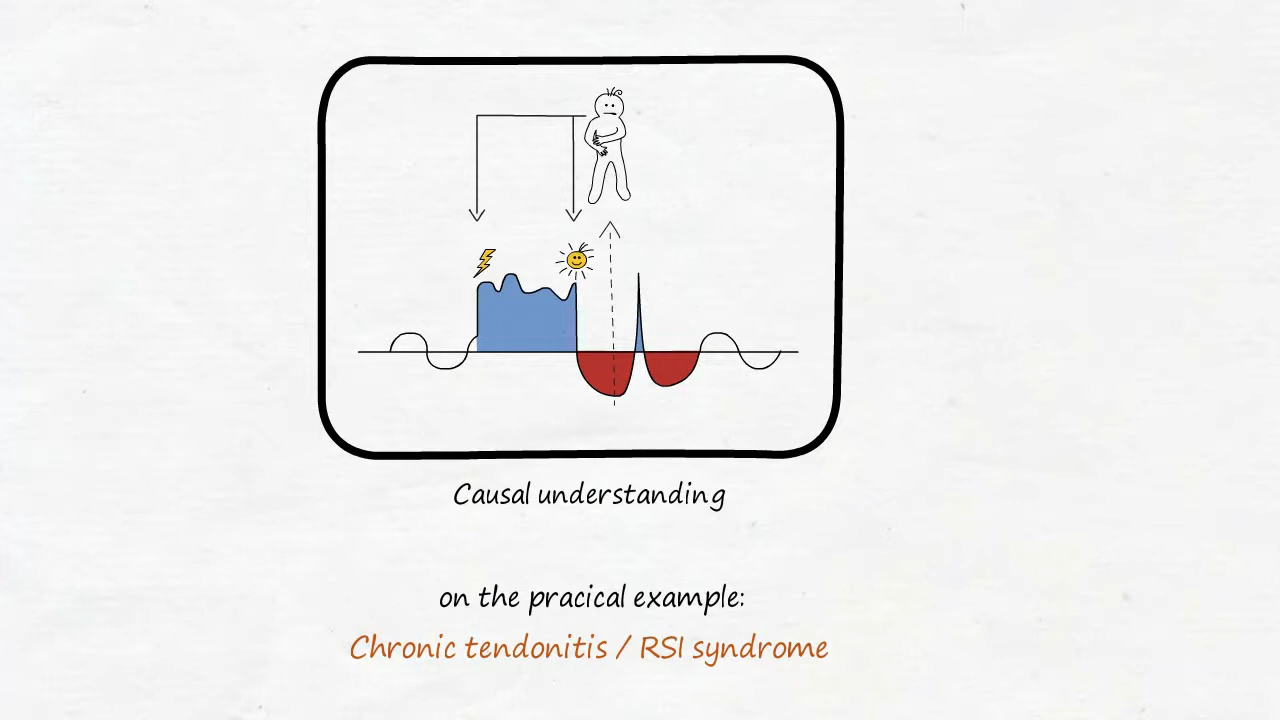 Causal understanding
on the pracical example:
Chronic tendonitis / RSI syndrome